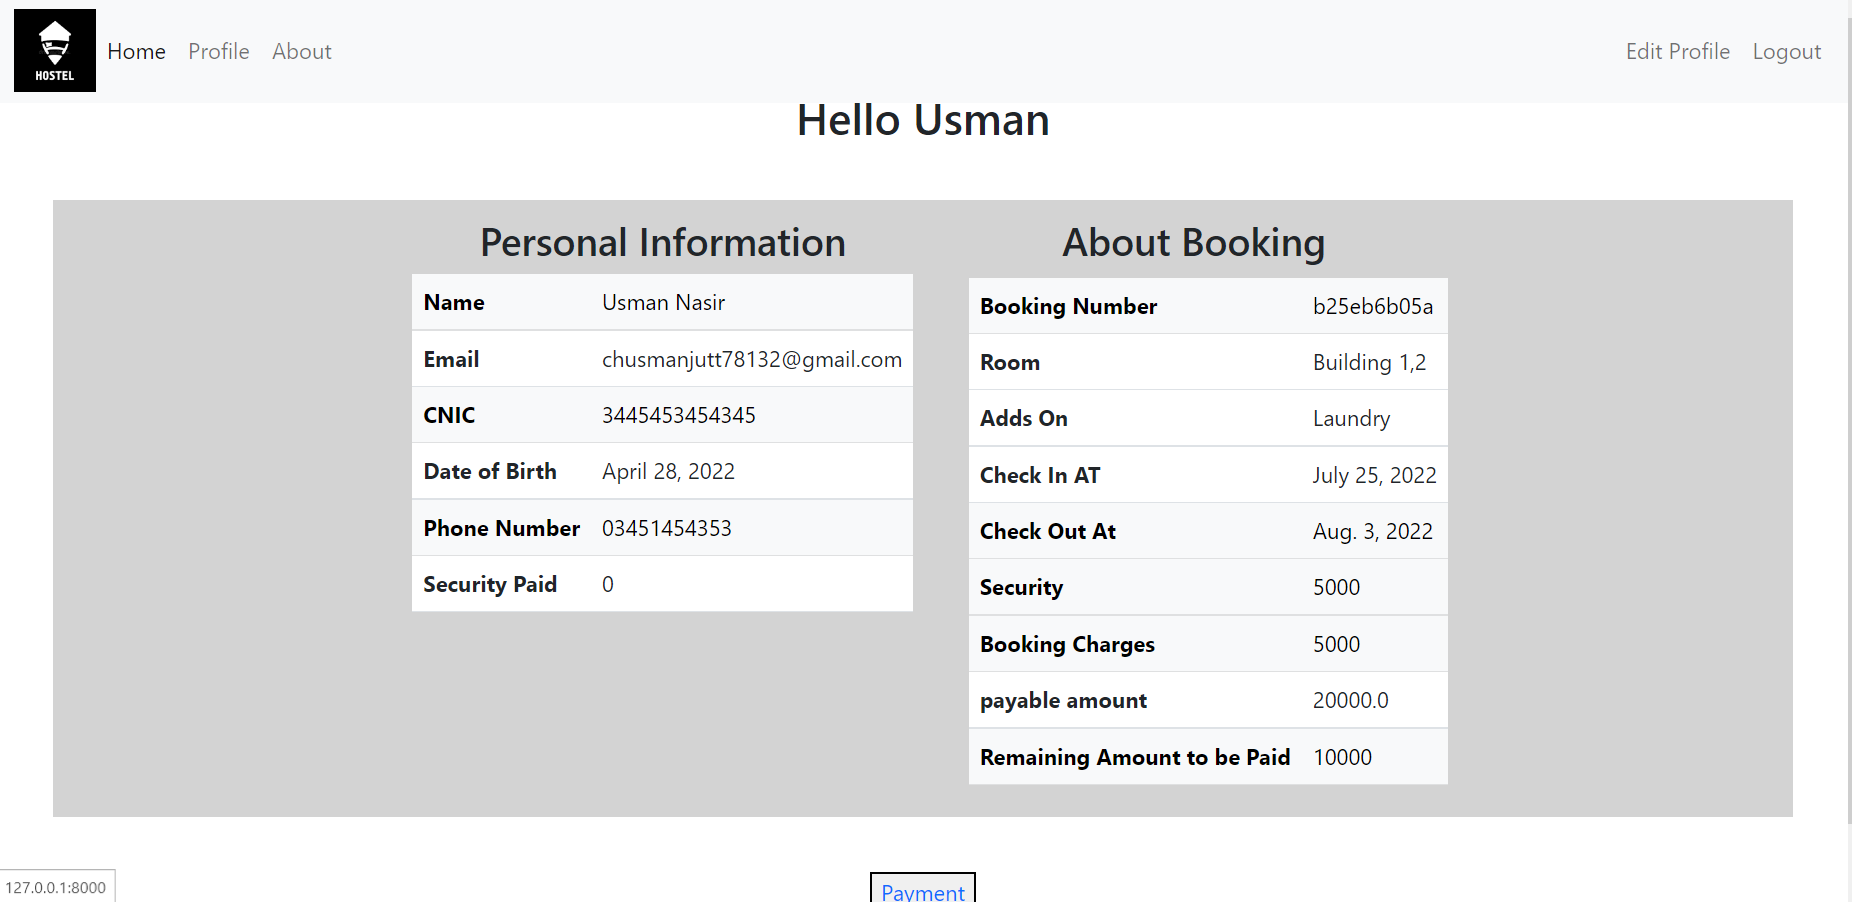 HOSTEL
Home Profile About
Edit Profile Logout
Hello Usman
Personal Information
Name Usman Nasir
Email chusmanjutt78132@gmail.com
CNIC 3445453454345
Date of Birth April 28, 2022
Phone Number 03451454353
Security Paid 0
About Booking
Booking Number b25eb6b05a
Room Building 1,2
Adds On Laundry
Check In AT July 25, 2022
Check Out At Aug. 3, 2022
Security 5000
Booking Charges 5000
payable amount 20000.0
Remaining Amount to be Paid 10000
Payment
127.0.0.1:8000